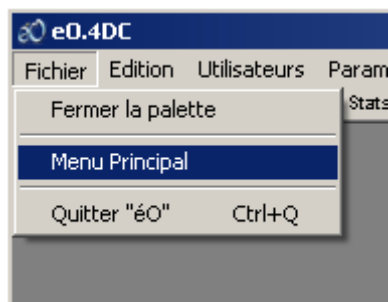 eO.4DC
Fichier Edition Utilisateurs Param
Fermer la palette Stats
Menu Principal
Quitter "éO" Ctrl+Q